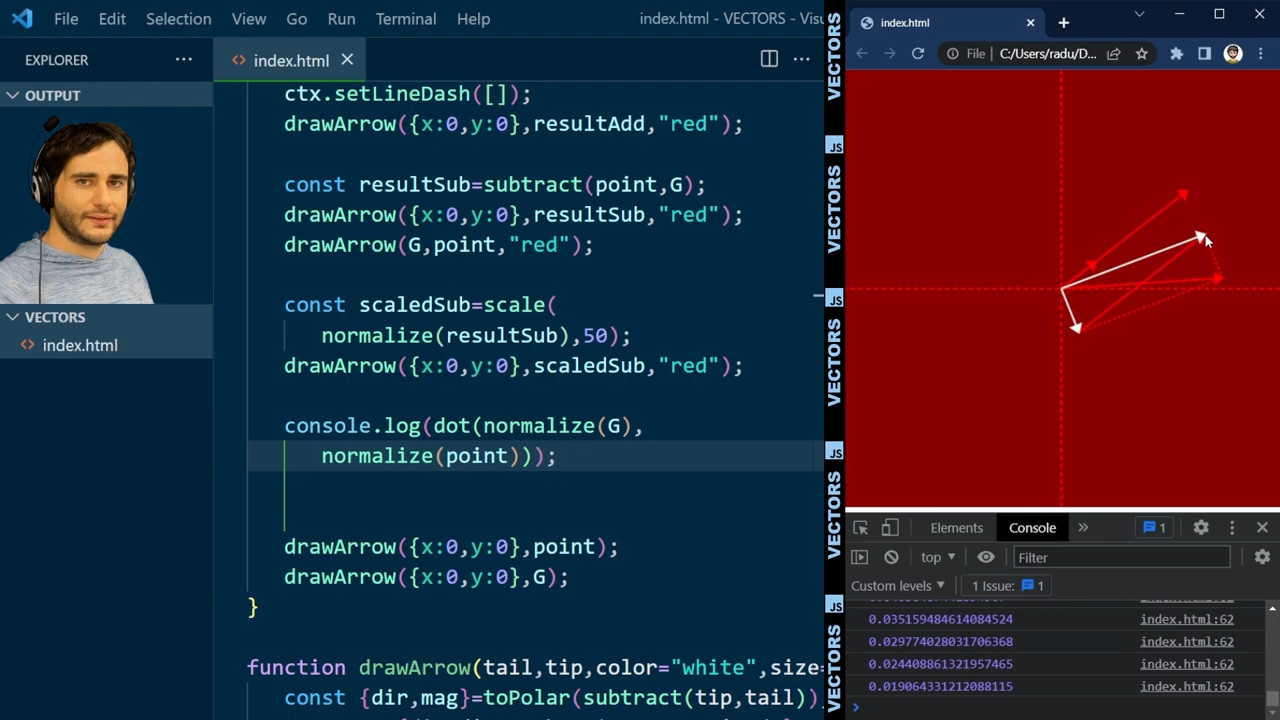 File Edit Selection View Go Run Terminal Help index.html - VECTORS - Visu
EXPLORER ···
index.html
OUTPUT
VECTORS
index.html
ctx.setLineDash([]);
drawArrow({x:0,y:0},resultAdd,"red");
const resultSub=subtract(point,G);
drawArrow({x:0,y:0},resultSub,"red");
drawArrow(G,point,"red");
const scaledSub=scale(
normalize(resultSub),50);
drawArrow({x:0,y:0},scaledSub,"red");
console.log(dot(normalize(G),
normalize(point)));
drawArrow({x:0,y:0},point);
drawArrow({x:0,y:0},G);
}
function drawArrow(tail,tip,color="white",size=
const {dir,mag}=toPolar(subtract(tip,tail))
VECTORS
JS
VECTORS
JS
VECTORS
JS
VECTORS
JS
VECTORS
index.html
File C:/Users/radu/D...
Elements Console » 1
top Filter
Custom levels 1 Issue: 1
0.035159484614084524 index.html:62
0.029774028031706368 index.html:62
0.024408861321957465 index.html:62
0.019064331212088115 index.html:62